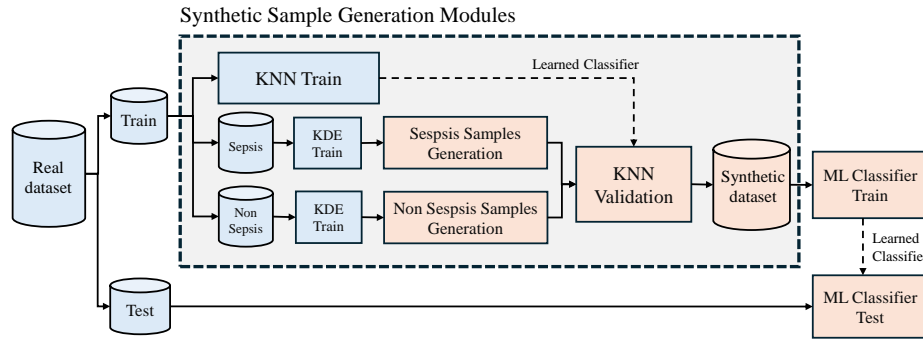 Synthetic Sample Generation Modules
Learned Classifier
KNN Train
Train
Sepsis
KDE
Train
Sespsis Samples
Generation
Real
dataset
KNN
Validation
Synthetic
dataset
ML Classifier
Train
Non
Sepsis
KDE
Train
Non Sespsis Samples
Generation
Learned
Classifie
Test
ML Classifier
Test